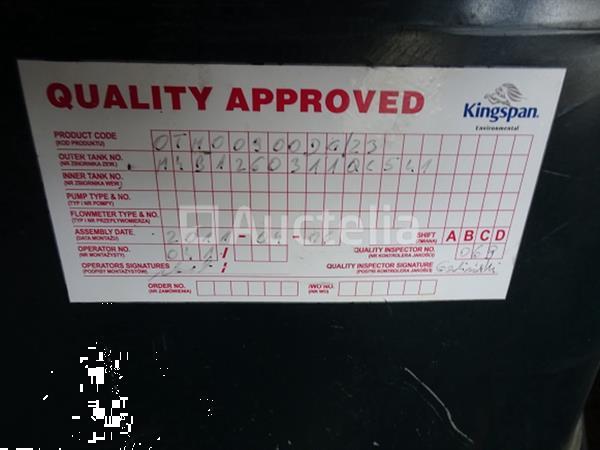 QUALITY APPROVED
Kingspan.
Environmental
PRODUCT CODE
(KOD PRODUKTU)
OUTER TANK NO.
(NR ZBIORNIKA ZEW.)
INNER TANK NO.
(NR ZBIORNIKA WEW.)
PUMP TYPE & NO.
(TYP I NR POMPY)
FLOWMETER TYPE & NO.
(TYP I NR PRZEPŁYWOMIERZA)
Auctelia
ASSEMBLY DATE
(DATA MONTAŻU)
2011
SHIFT A B C D
(ZMIANA)
OPERATOR NO.
(NR MONTAŻYSTY)
QUALITY INSPECTOR NO.
(NR KONTROLERA JAKOŚCI)
OPERATORS SIGNATURES
(PODPISY MONTAŻYSTÓW)
QUALITY INSPECTOR SIGNATURE
(PODPIS KONTROLERA JAKOŚCI)
ORDER NO.
(NR ZAMÓWIENIA)
/WO NO.
(NR WO)